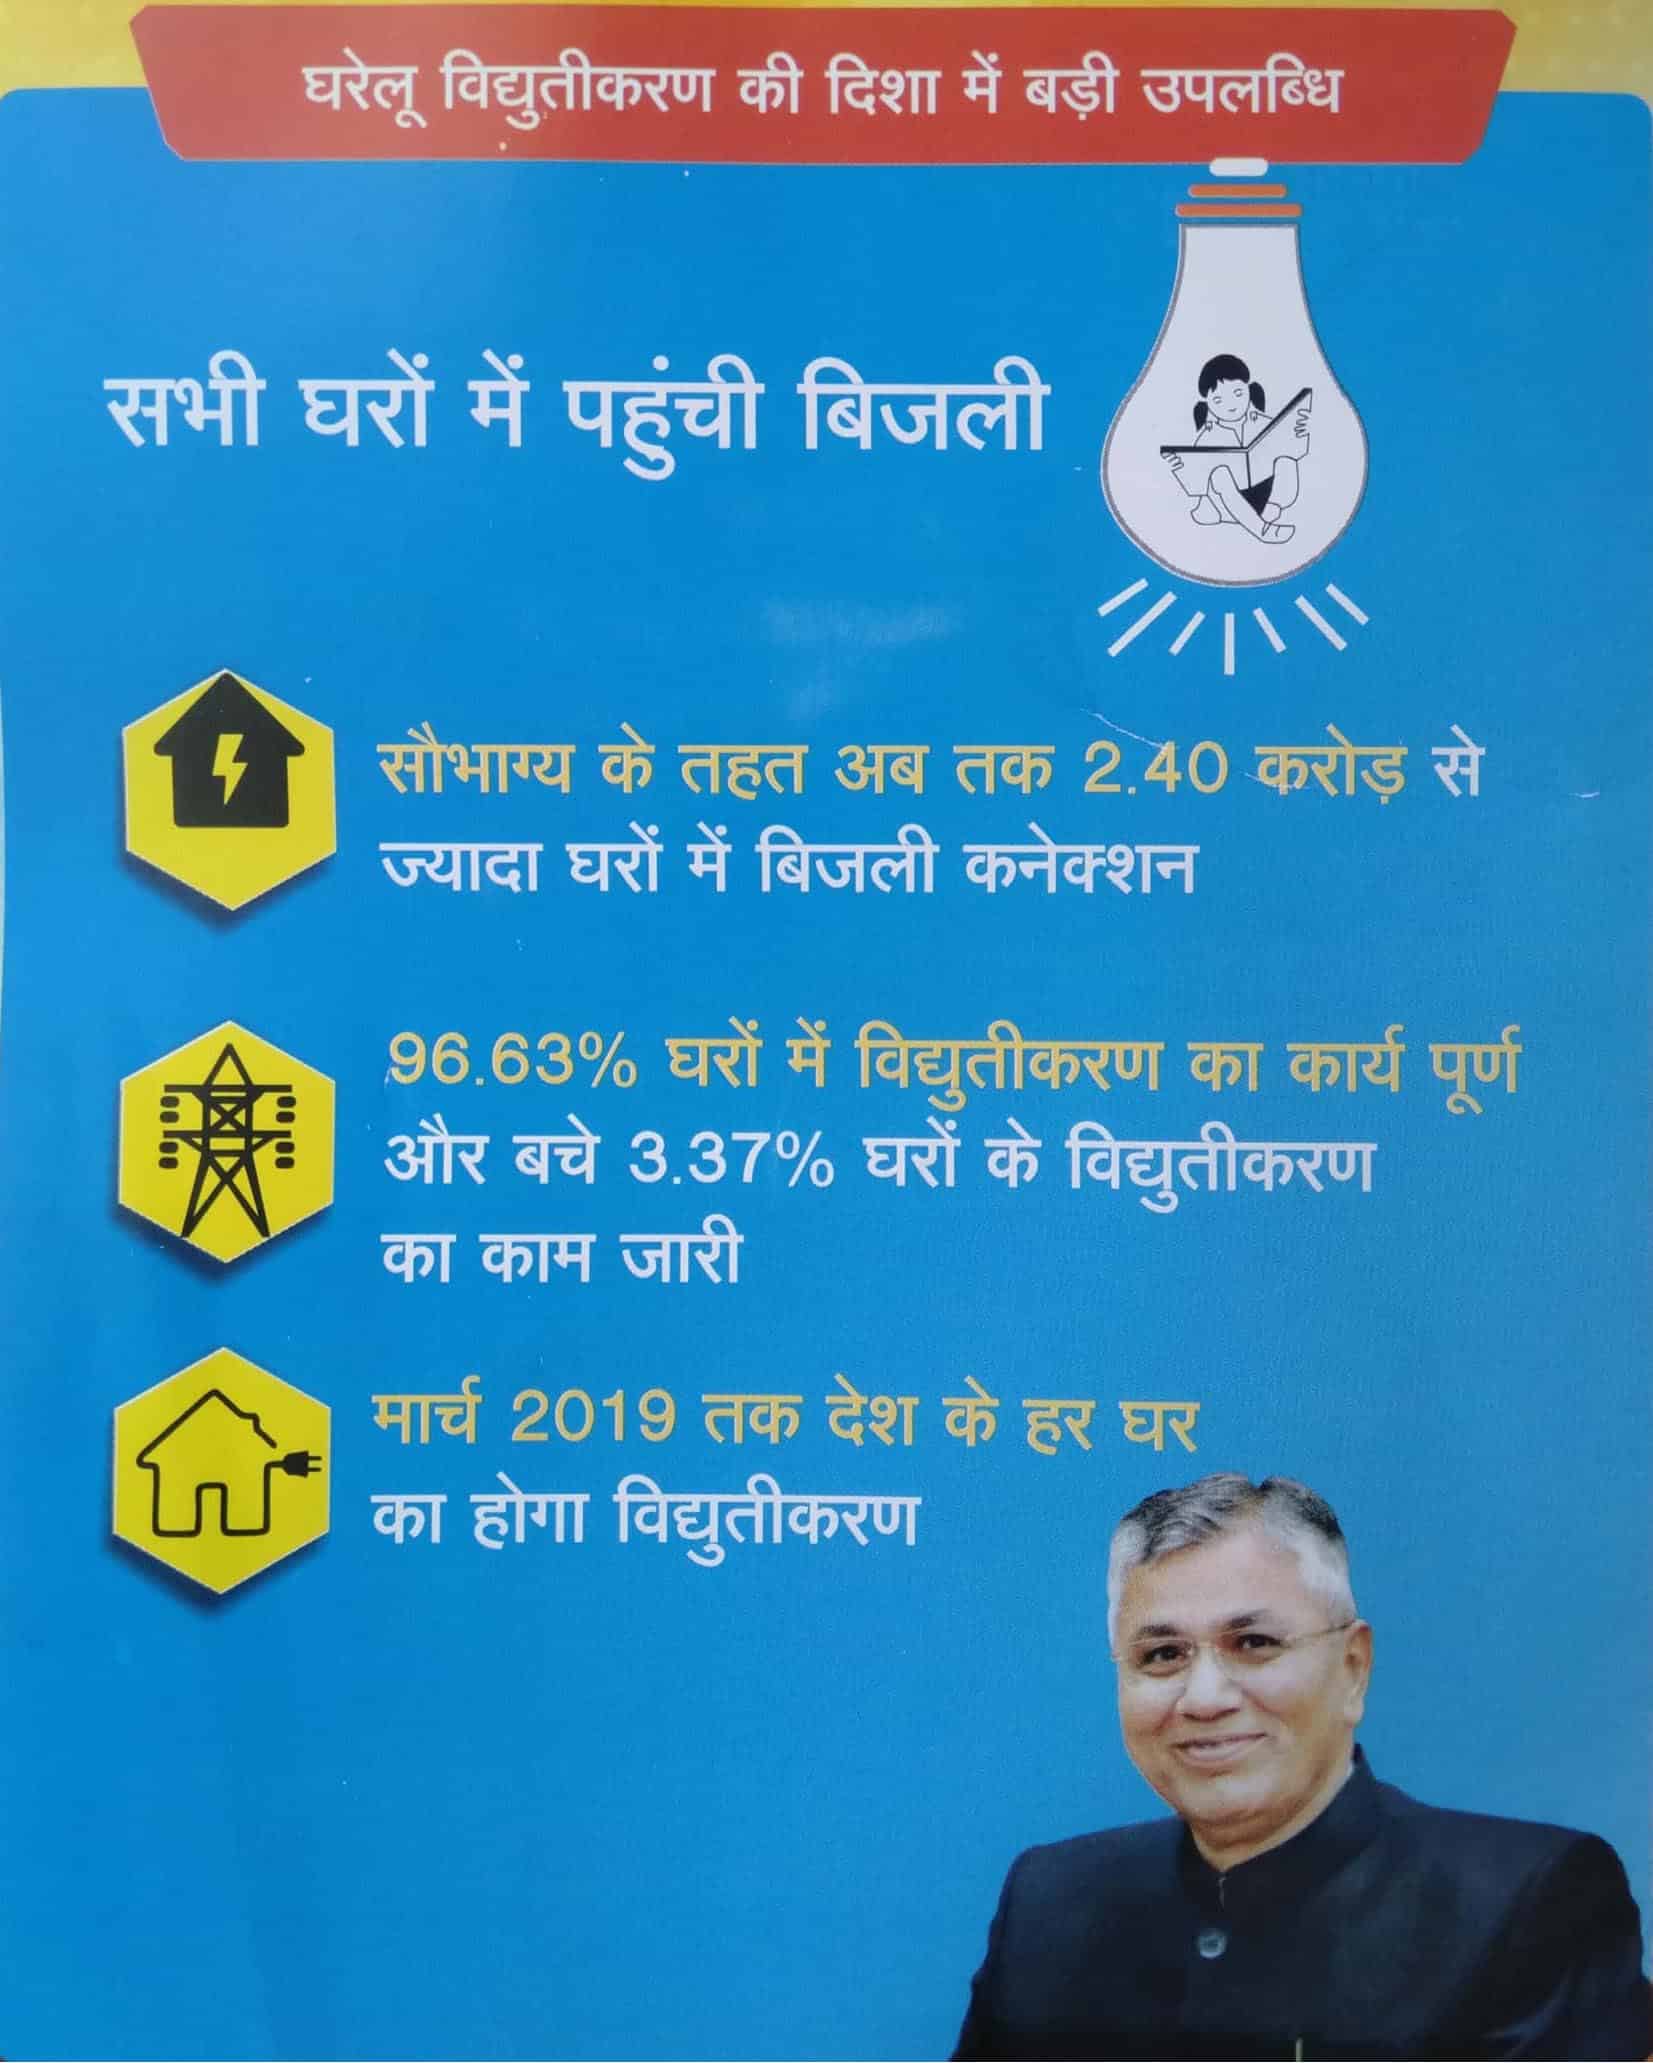 घरेलू विद्युतीकरण की दिशा में बड़ी उपलब्धि
सभी घरों में पहुंची बिजली
सौभाग्य के तहत अब तक 2.40 करोड़ से
ज्यादा घरों में बिजली कनेक्शन
96.63% घरों में विद्युतीकरण का कार्य पूर्ण
और बचे 3.37% घरों के विद्युतीकरण
का काम जारी
मार्च 2019 तक देश के हर घर
का होगा विद्युतीकरण